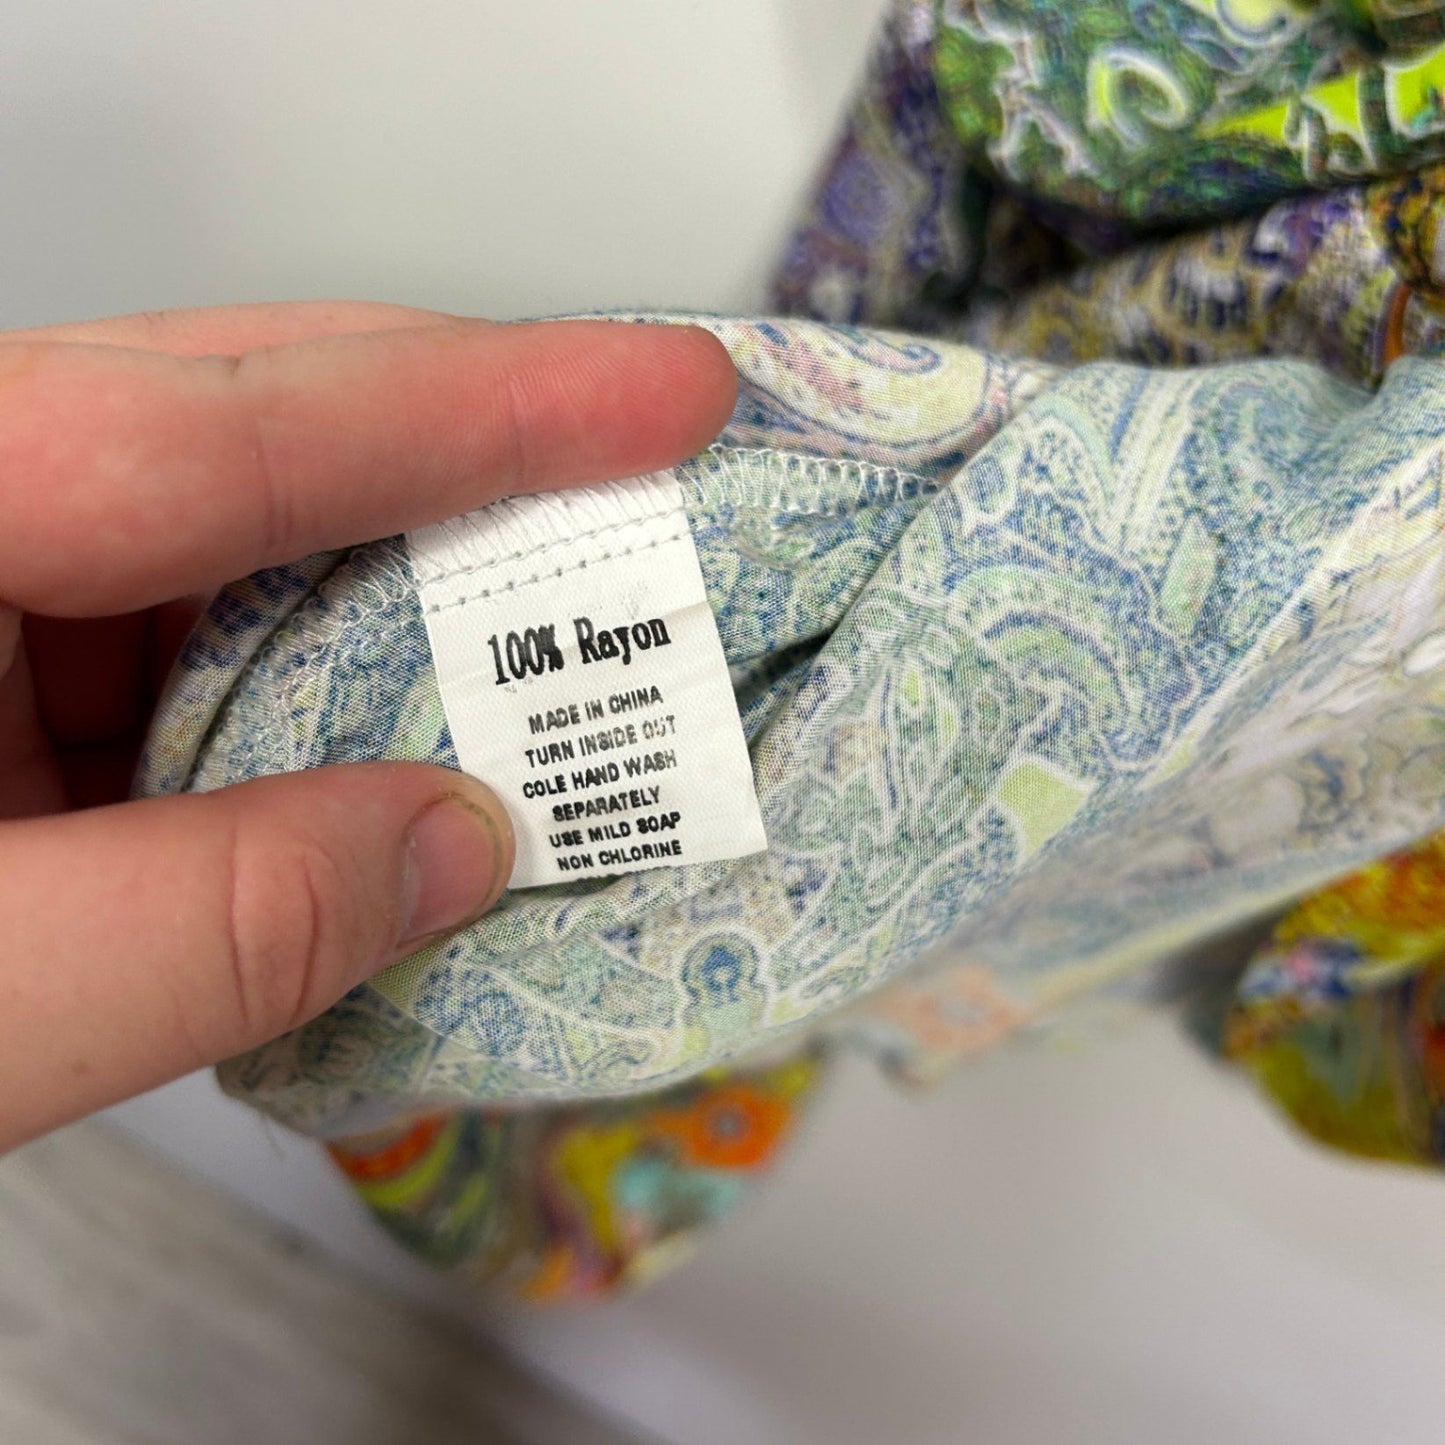 100% Rayon
MADE IN CHINA
TURN INSIDE OUT
COLE HAND WASH
SEPARATELY
USE MILD SOAP
NON CHLORINE